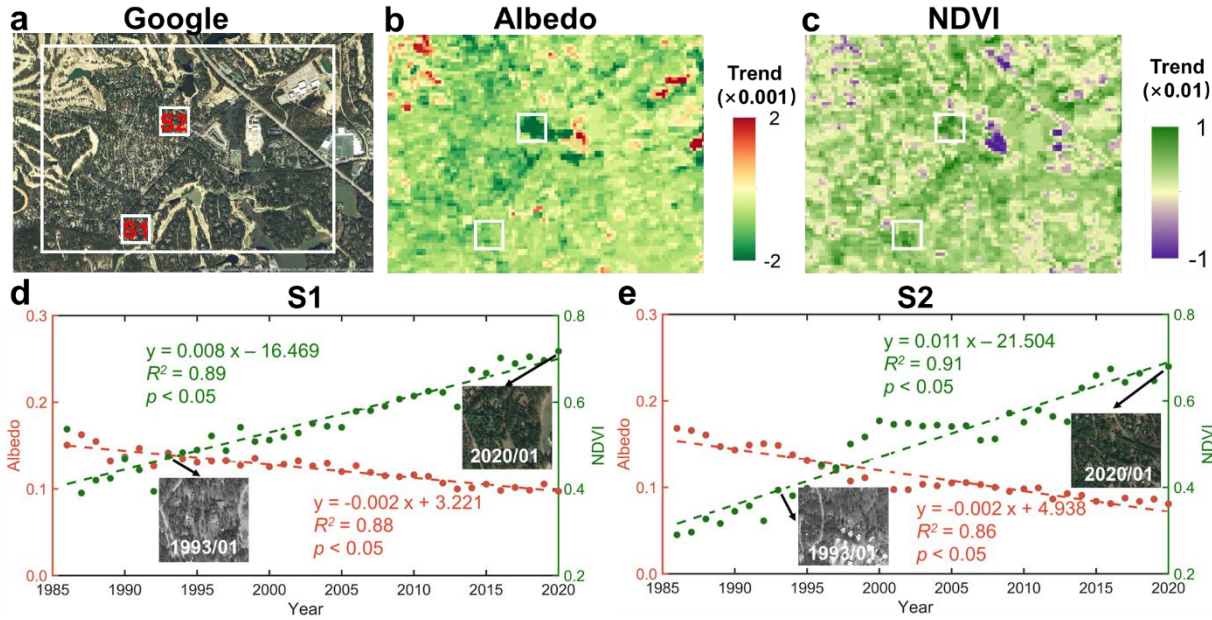 a
Google
S2
S1
b
Albedo
Trend
(×0.001)
2
-2
c
NDVI
Trend
(×0.01)
1
-1
d
S1
0.3
0.2
0.1
0.0
Albedo
y = 0.008 x – 16.469
R² = 0.89
p < 0.05
1993/01
y = -0.002 x + 3.221
R² = 0.88
p < 0.05
2020/01
0.8
0.6
0.4
0.2
NDVI
1985 1990 1995 2000 2005 2010 2015 2020
Year
e
S2
0.3
0.2
0.1
0.0
Albedo
y = 0.011 x – 21.504
R² = 0.91
p < 0.05
1993/01
y = -0.002 x + 4.938
R² = 0.86
p < 0.05
2020/01
0.8
0.6
0.4
0.2
NDVI
1985 1990 1995 2000 2005 2010 2015 2020
Year